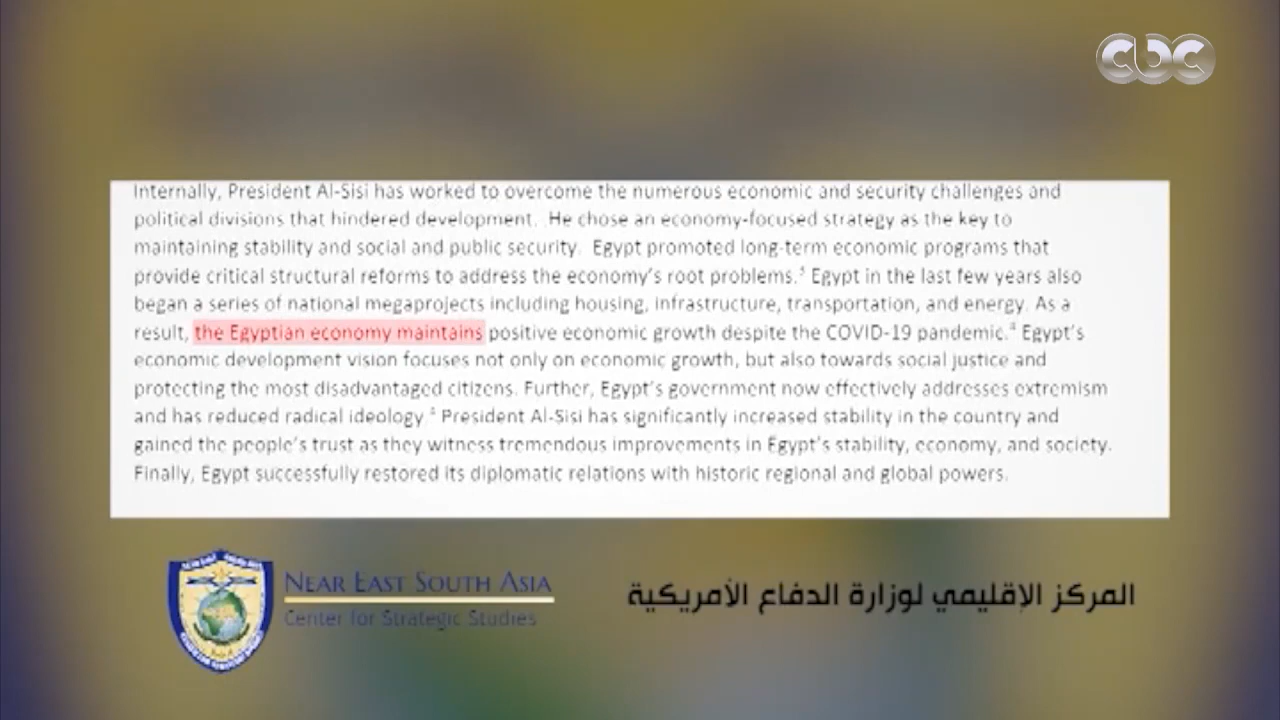 cbc
Internally, President Al-Sisi has worked to overcome the numerous economic and security challenges and
political divisions that hindered development. He chose an economy-focused strategy as the key to
maintaining stability and social and public security. Egypt promoted long-term economic programs that
provide critical structural reforms to address the economy's root problems.³ Egypt in the last few years also
began a series of national megaprojects including housing, infrastructure, transportation, and energy. As a
result, the Egyptian economy maintains positive economic growth despite the COVID-19 pandemic.⁴ Egypt's
economic development vision focuses not only on economic growth, but also towards social justice and
protecting the most disadvantaged citizens. Further, Egypt's government now effectively addresses extremism
and has reduced radical ideology President Al-Sisi has significantly increased stability in the country and
gained the people's trust as they witness tremendous improvements in Egypt's stability, economy, and society.
Finally, Egypt successfully restored its diplomatic relations with historic regional and global powers.
NEAR EAST SOUTH ASIA
Center for Strategic Studies
المركز الإقليمي لوزارة الدفاع الأمريكية